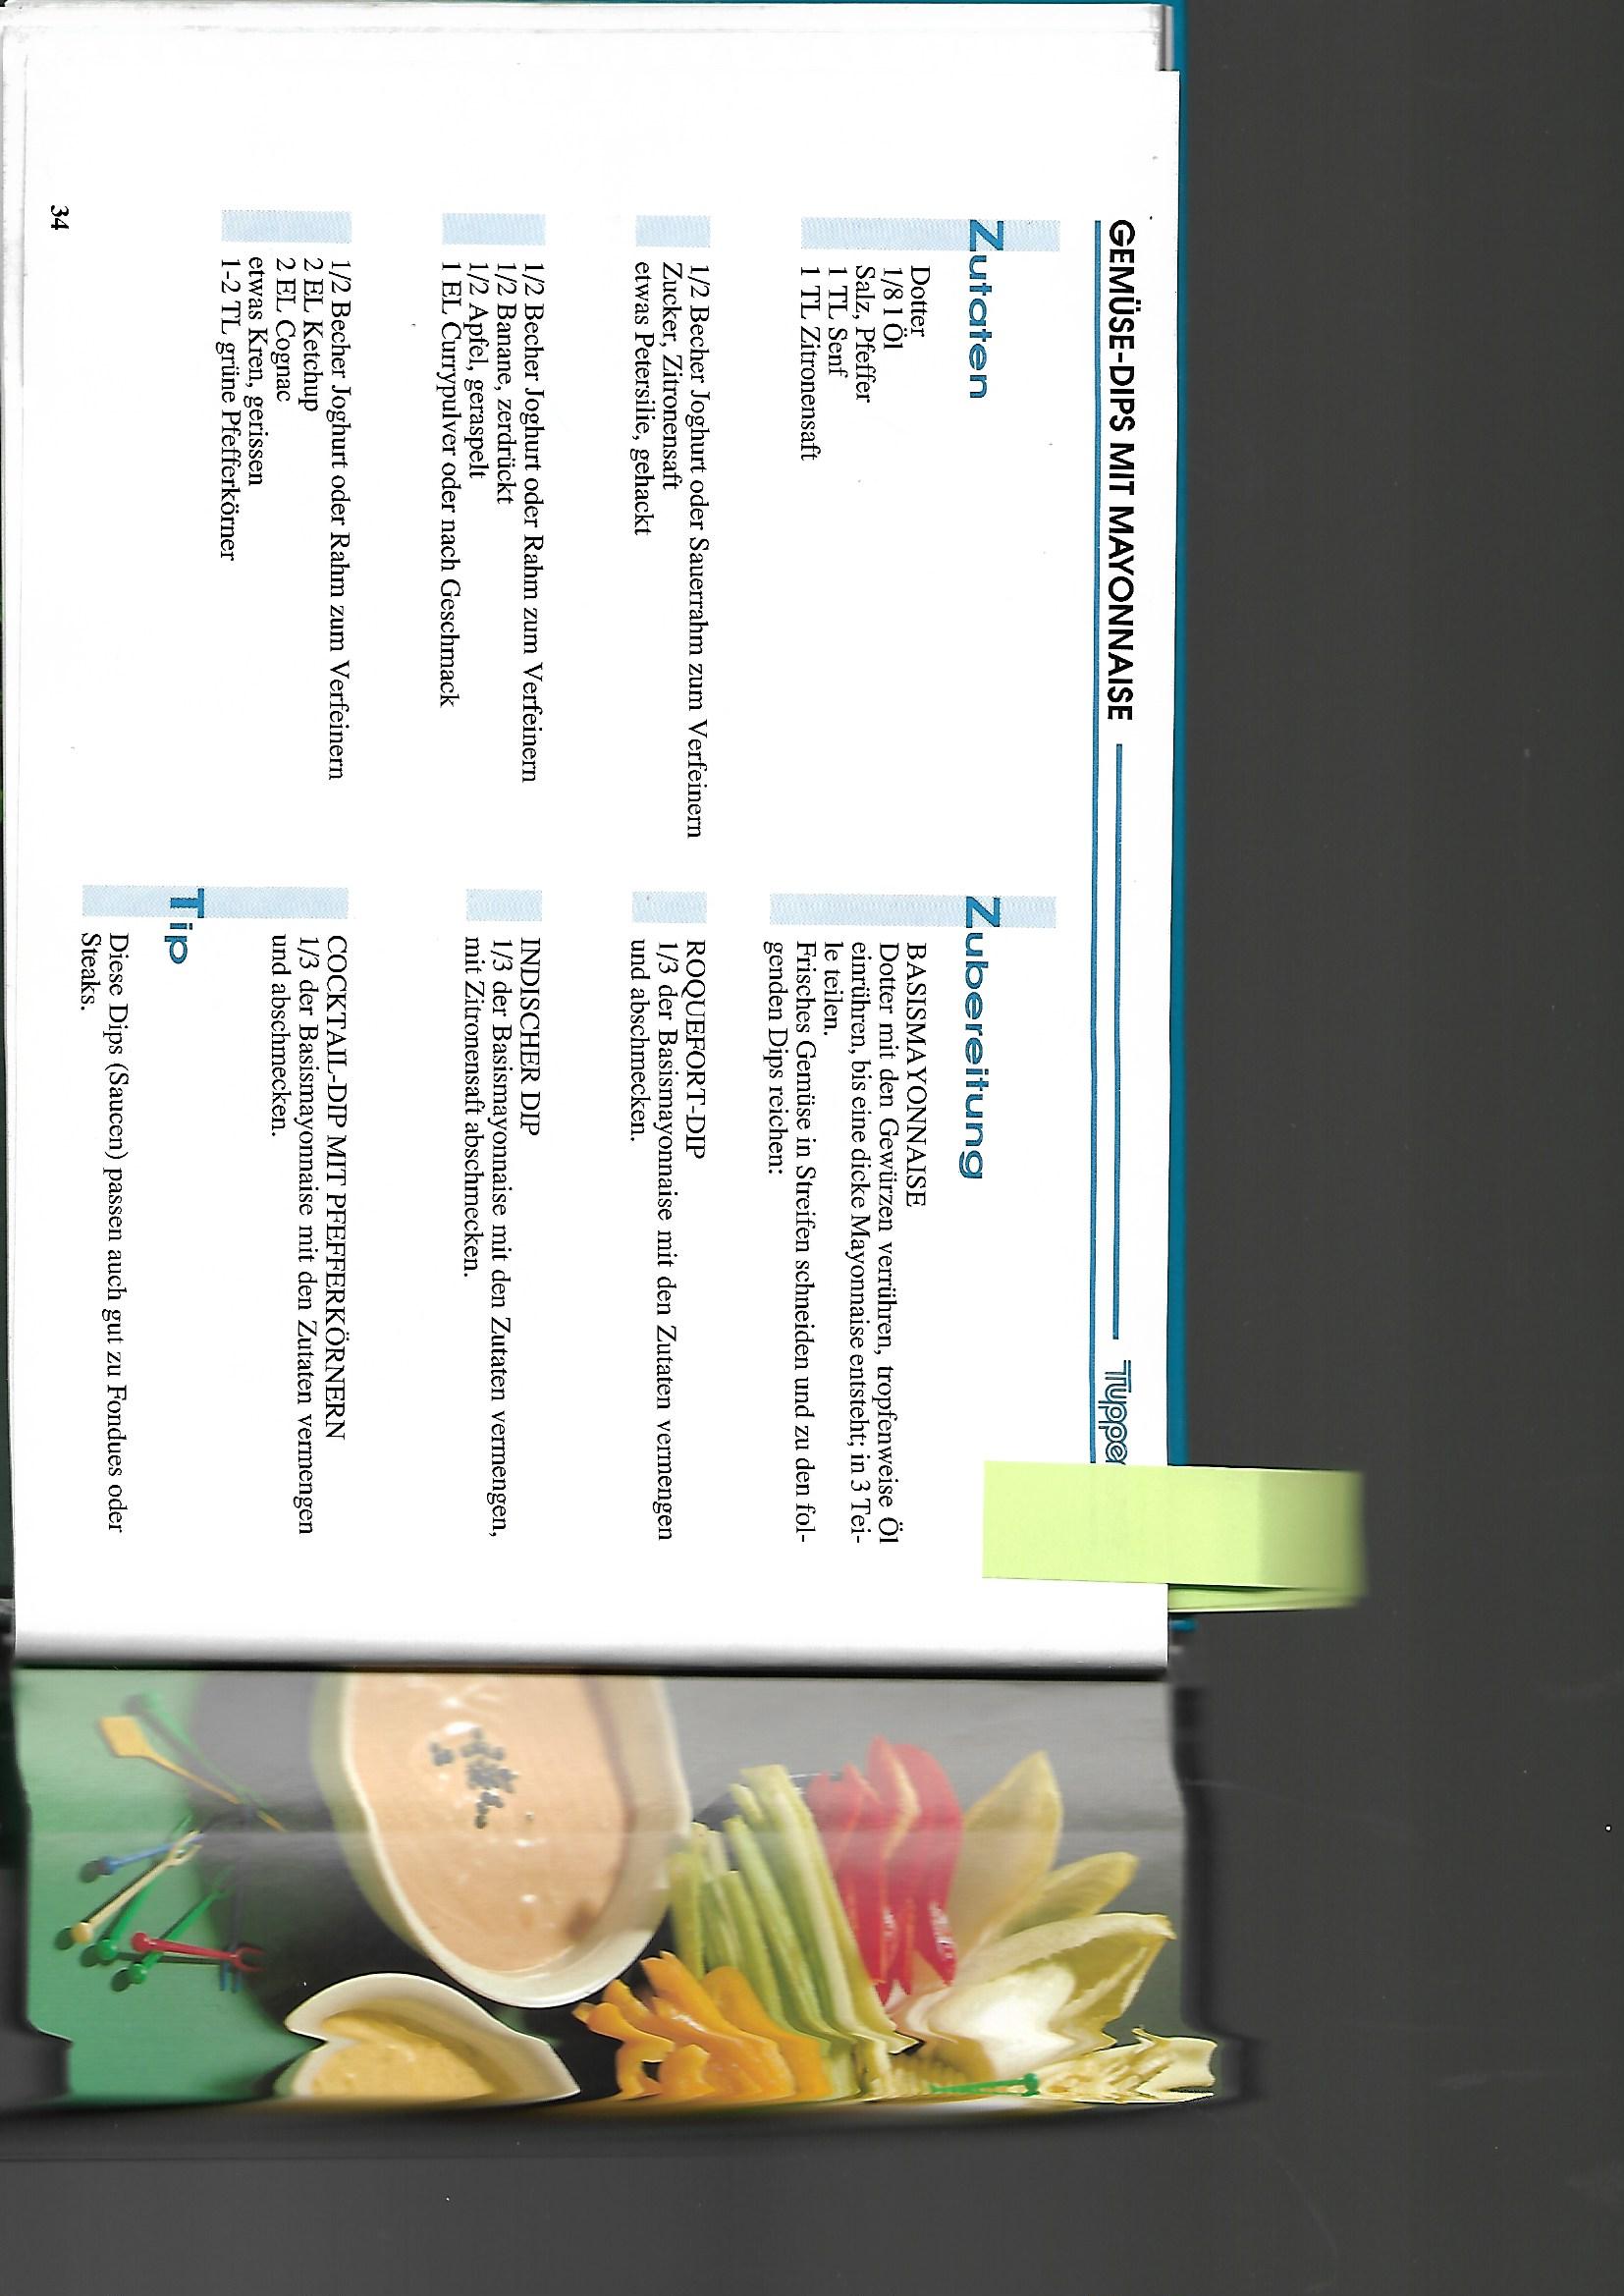 GEMÜSE-DIPS MIT MAYONNAISE
Zutaten
Dotter
1/8 l Öl
Salz, Pfeffer
1 TL Senf
1 TL Zitronensaft
1/2 Becher Joghurt oder Sauerrahm zum Verfeinern
Zucker, Zitronensaft
etwas Petersilie, gehackt
1/2 Becher Joghurt oder Rahm zum Verfeinern
1/2 Banane, zerdrückt
1/2 Apfel, geraspelt
1 EL Currypulver oder nach Geschmack
1/2 Becher Joghurt oder Rahm zum Verfeinern
2 EL Ketchup
2 EL Cognac
etwas Kren, gerissen
1-2 TL grüne Pfefferkörner
34
Zubereitung
BASISMAYONNAISE
Dotter mit den Gewürzen verrühren, tropfenweise Öl
einrühren, bis eine dicke Mayonnaise entsteht; in 3 Tei-
le teilen.
Frisches Gemüse in Streifen schneiden und zu den fol-
genden Dips reichen:
ROQUEFORT-DIP
1/3 der Basismayonnaise mit den Zutaten vermengen
und abschmecken.
INDISCHER DIP
1/3 der Basismayonnaise mit den Zutaten vermengen,
mit Zitronensaft abschmecken.
COCKTAIL-DIP MIT PFEFFERKÖRNERN
1/3 der Basismayonnaise mit den Zutaten vermengen
und abschmecken.
Tip
Diese Dips (Saucen) passen auch gut zu Fondues oder
Steaks.